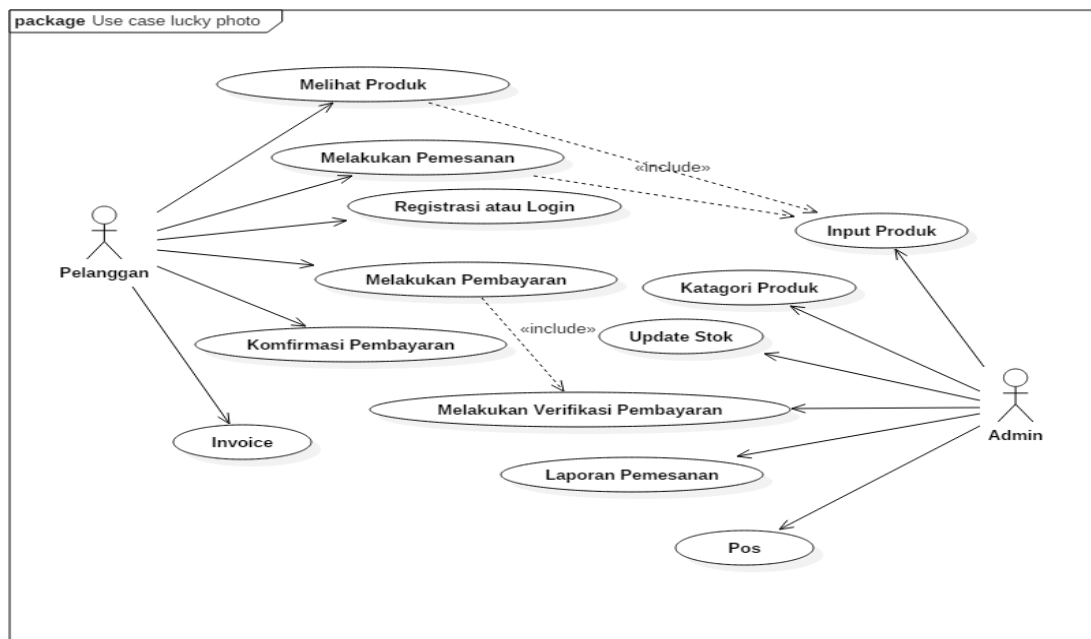 package Use case lucky photo
Melihat Produk
Melakukan Pemesanan
«include»
Registrasi atau Login
Input Produk
Pelanggan
Melakukan Pembayaran
Katagori Produk
«include»
Update Stok
Komfirmasi Pembayaran
Melakukan Verifikasi Pembayaran
Admin
Invoice
Laporan Pemesanan
Pos